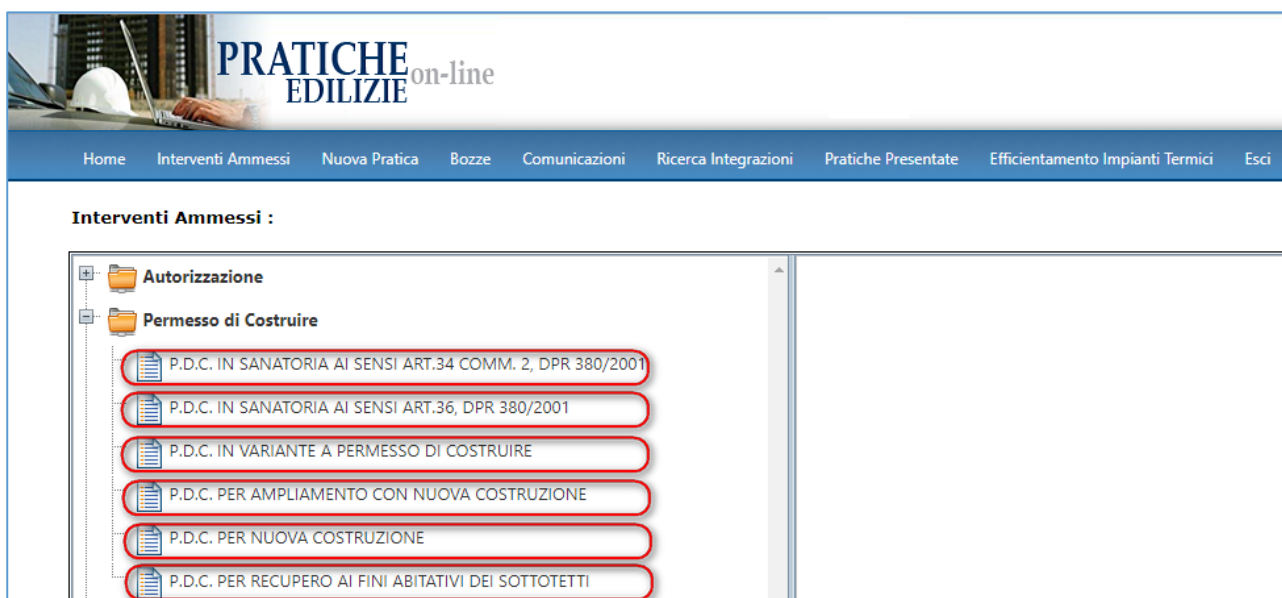 PRATICHE
EDILIZIE on-line
Home Interventi Ammessi Nuova Pratica Bozze Comunicazioni Ricerca Integrazioni Pratiche Presentate Efficientamento Impianti Termici Esci
Interventi Ammessi :
Autorizzazione
Permesso di Costruire
P.D.C. IN SANATORIA AI SENSI ART.34 COMM. 2, DPR 380/2001
P.D.C. IN SANATORIA AI SENSI ART.36, DPR 380/2001
P.D.C. IN VARIANTE A PERMESSO DI COSTRUIRE
P.D.C. PER AMPLIAMENTO CON NUOVA COSTRUZIONE
P.D.C. PER NUOVA COSTRUZIONE
P.D.C. PER RECUPERO AI FINI ABITATIVI DEI SOTTOTETTI